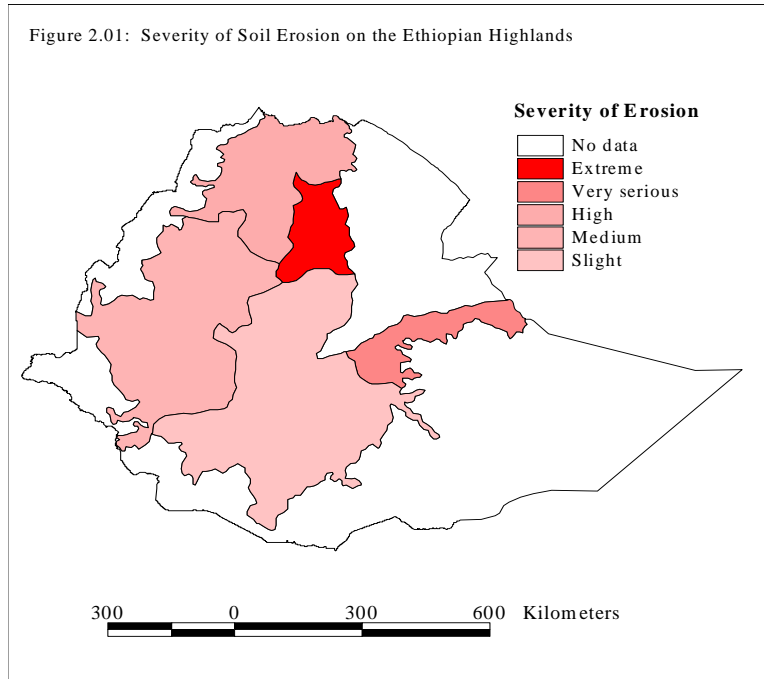 Figure 2.01: Severity of Soil Erosion on the Ethiopian Highlands
Severity of Erosion
No data
Extreme
Very serious
High
Medium
Slight
300 0 300 600 Kilometers